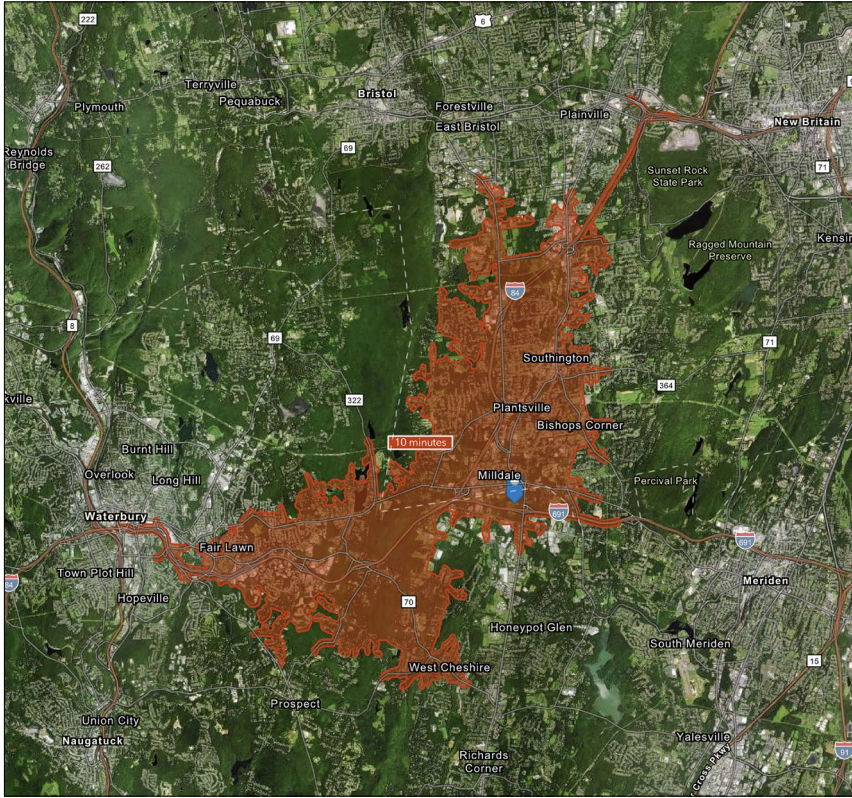 222
6
Terryville
Bristol
Plymouth
Pequabuck
Forestville
Plainville
East Bristol
New Britain
Reynolds
Bridge
69
262
71
Sunset Rock
State Park
Ragged Mountain
Preserve
84
8
69
71
Southington
364
322
Plantsville
Bishops Corner
10 minutes
Burnt Hill
Overlook
Long Hill
Milldale
Percival Park
691
Waterbury
Fair Lawn
691
Town Plot Hill
84
Meriden
Hopeville
70
Honeypot Glen
South Meriden
West Cheshire
15
Prospect
Union City
Naugatuck
Yalesville
91
Richards
Corner
Cross Pkwy